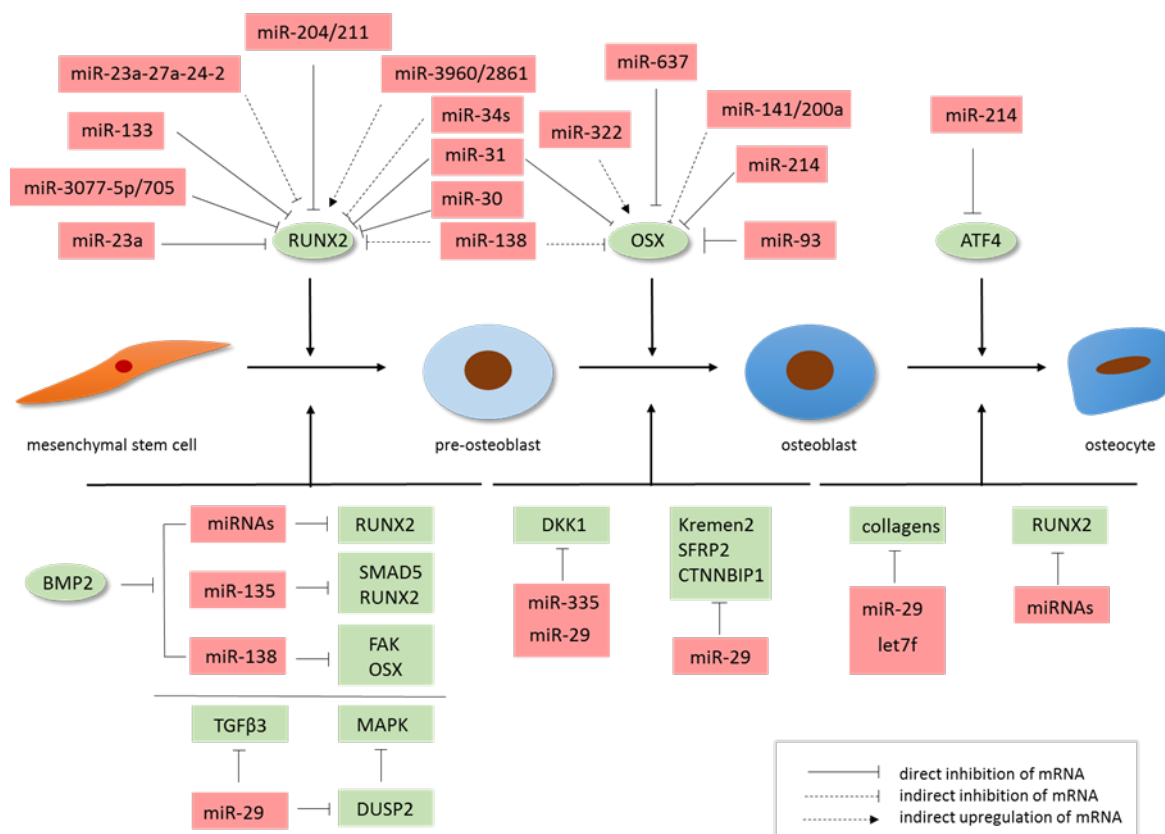 miR-204/211
miR-637
miR-23a-27a-24-2
miR-3960/2861
miR-141/200a
miR-34s
miR-214
miR-133
miR-322
miR-31
miR-214
miR-3077-5p/705
miR-30
miR-23a
RUNX2
miR-138
OSX
miR-93
ATF4
mesenchymal stem cell
pre-osteoblast
osteoblast
osteocyte
miRNAs
RUNX2
DKK1
Kremen2
SFRP2
CTNNBIP1
collagens
RUNX2
BMP2
miR-135
SMAD5
RUNX2
miR-335
miR-29
miR-29
let7f
miRNAs
miR-138
FAK
OSX
miR-29
TGFβ3
MAPK
miR-29
DUSP2
direct inhibition of mRNA
indirect inhibition of mRNA
indirect upregulation of mRNA